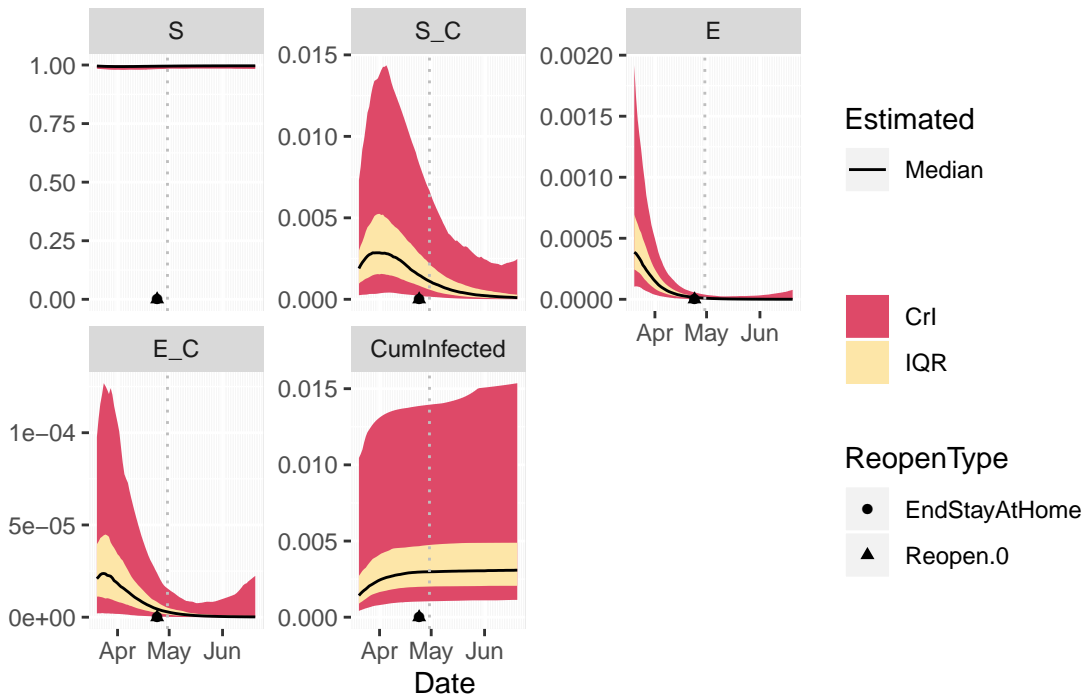 S
S_C
E
1.00
0.75
0.50
0.25
0.00
0.015
0.010
0.005
0.000
0.0020
0.0015
0.0010
0.0005
0.0000
Apr May Jun
E_C
CumInfected
1e−04
5e−05
0e+00
0.015
0.010
0.005
0.000
Apr May Jun
Apr May Jun
Date
Estimated
Median
CrI
IQR
ReopenType
EndStayAtHome
Reopen.0